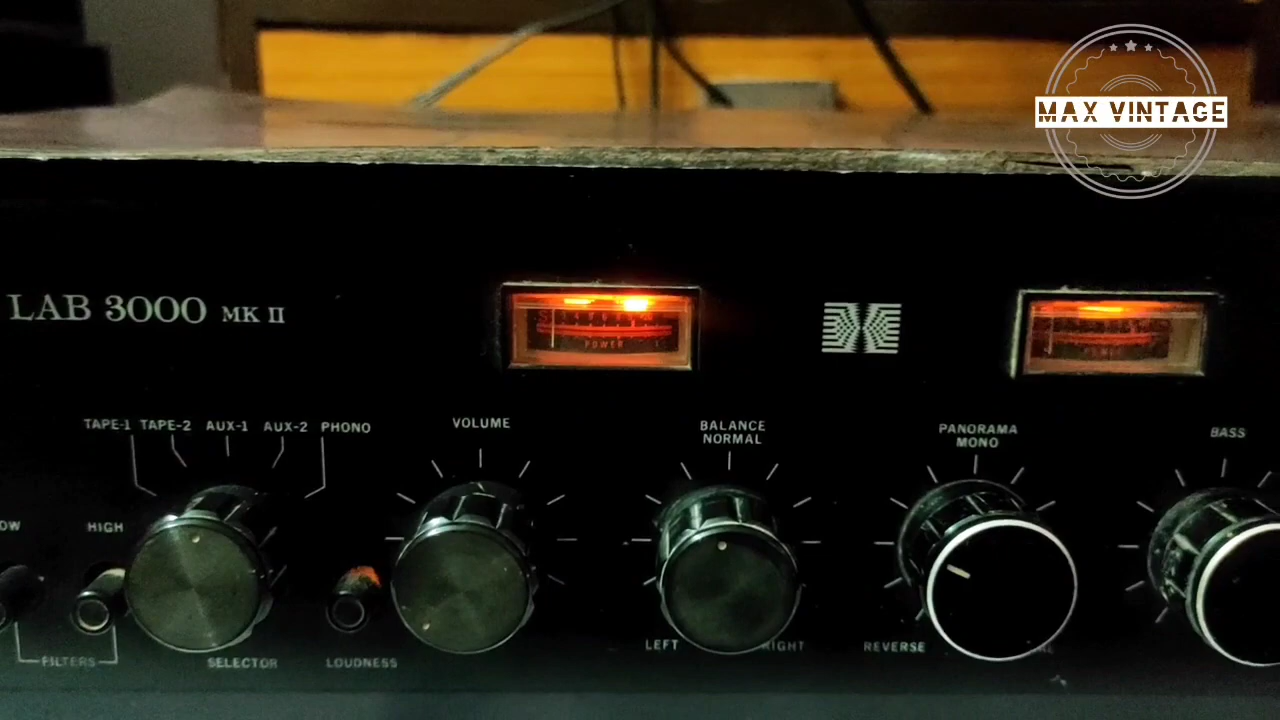 MAX VINTAGE
LAB 3000 MK II
POWER
TAPE-1 TAPE-2 AUX-1 AUX-2 PHONO
VOLUME
BALANCE
NORMAL
PANORAMA
MONO
BASS
HIGH
FILTERS
SELECTOR
LOUDNESS
LEFT
REVERSE